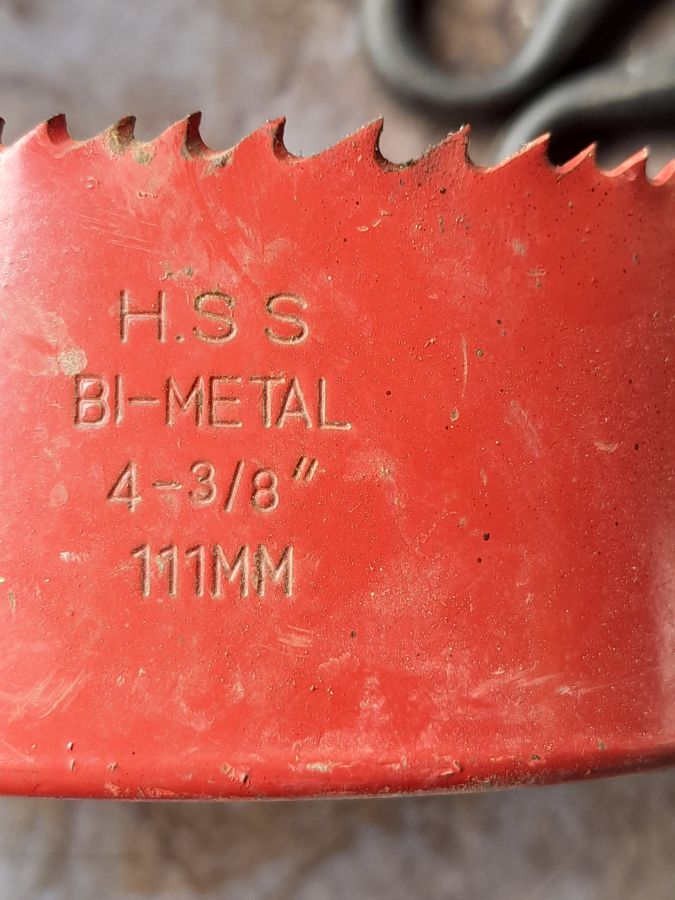 H.S S
BI-METAL
4-3/8"
111MM